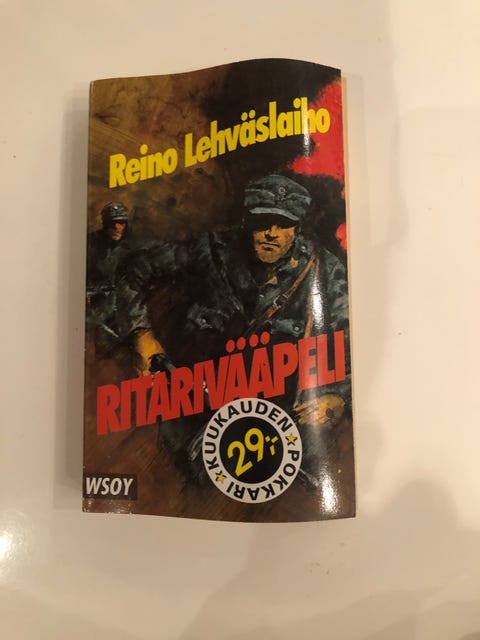 Reino Lehväslaiho
RITARIVÄÄPELI
KUUKAUDEN
29:-
POKKARI
WSOY